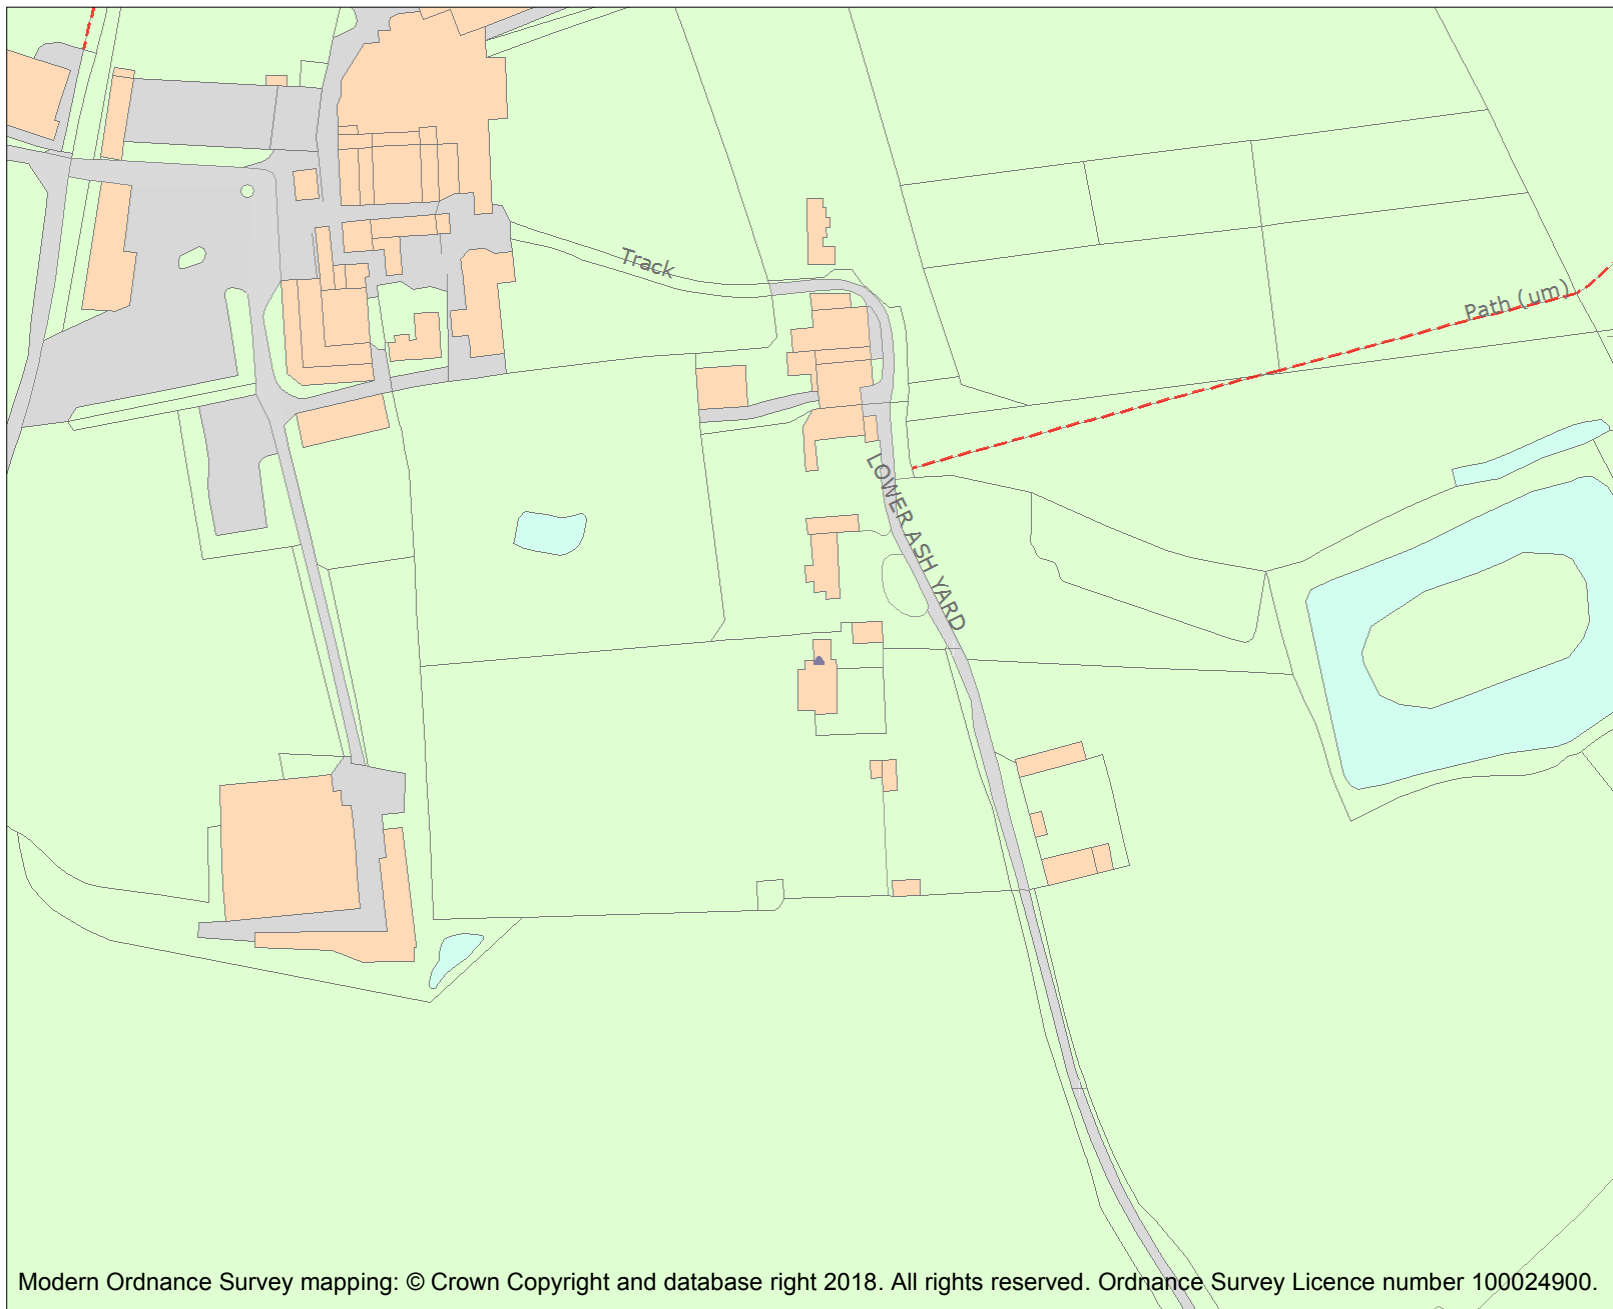 Track
Path (um)
LOWER ASH YARD
Modern Ordnance Survey mapping: © Crown Copyright and database right 2018. All rights reserved. Ordnance Survey Licence number 100024900.